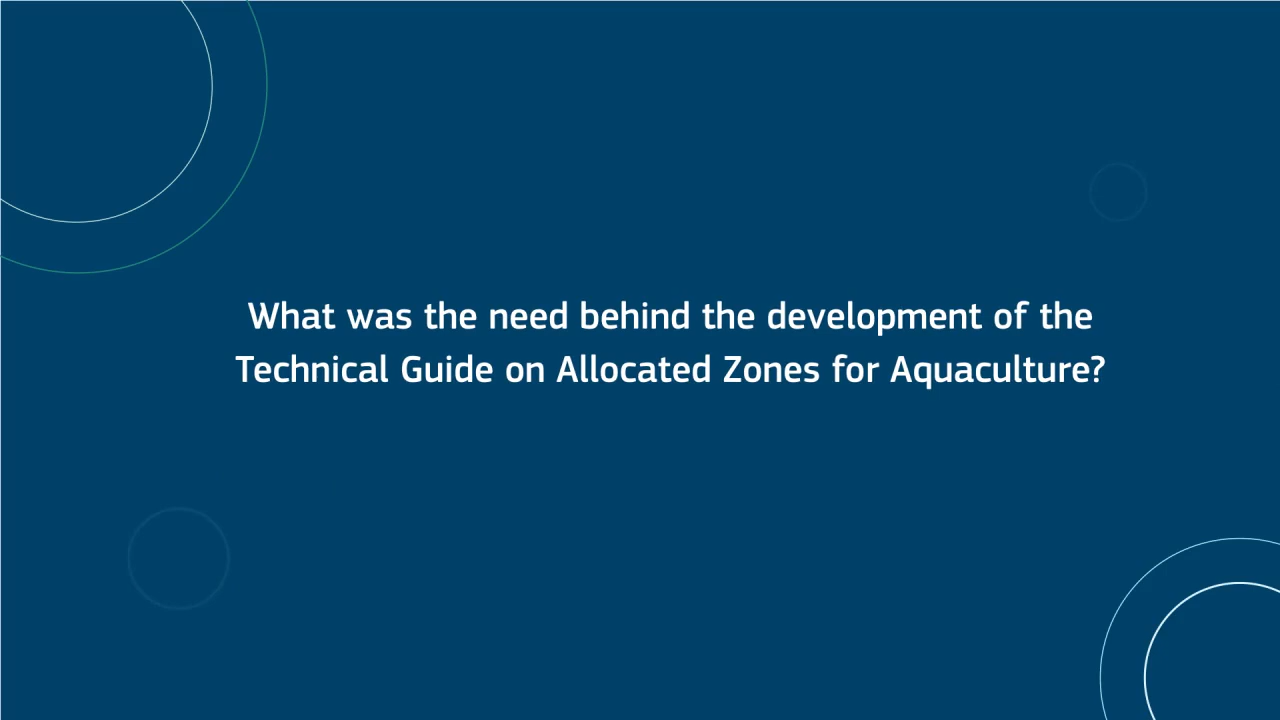 What was the need behind the development of the
Technical Guide on Allocated Zones for Aquaculture?